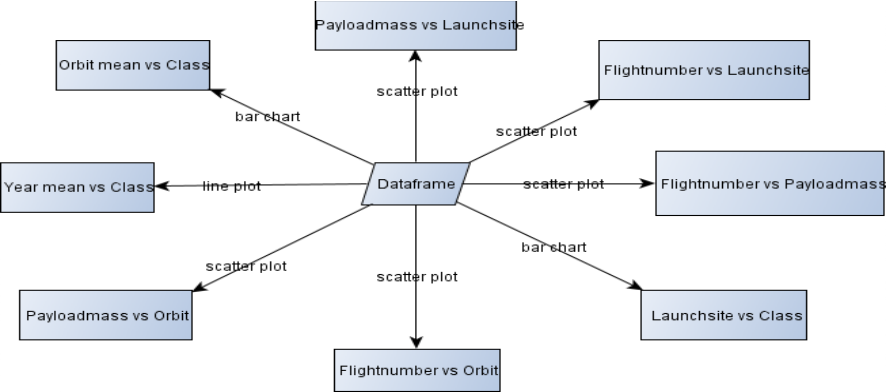 Payloadmass vs Launchsite
Orbit mean vs Class
Flightnumber vs Launchsite
scatter plot
bar chart
scatter plot
Year mean vs Class
line plot
Dataframe
scatter plot
Flightnumber vs Payloadmass
bar chart
scatter plot
scatter plot
Payloadmass vs Orbit
Launchsite vs Class
Flightnumber vs Orbit